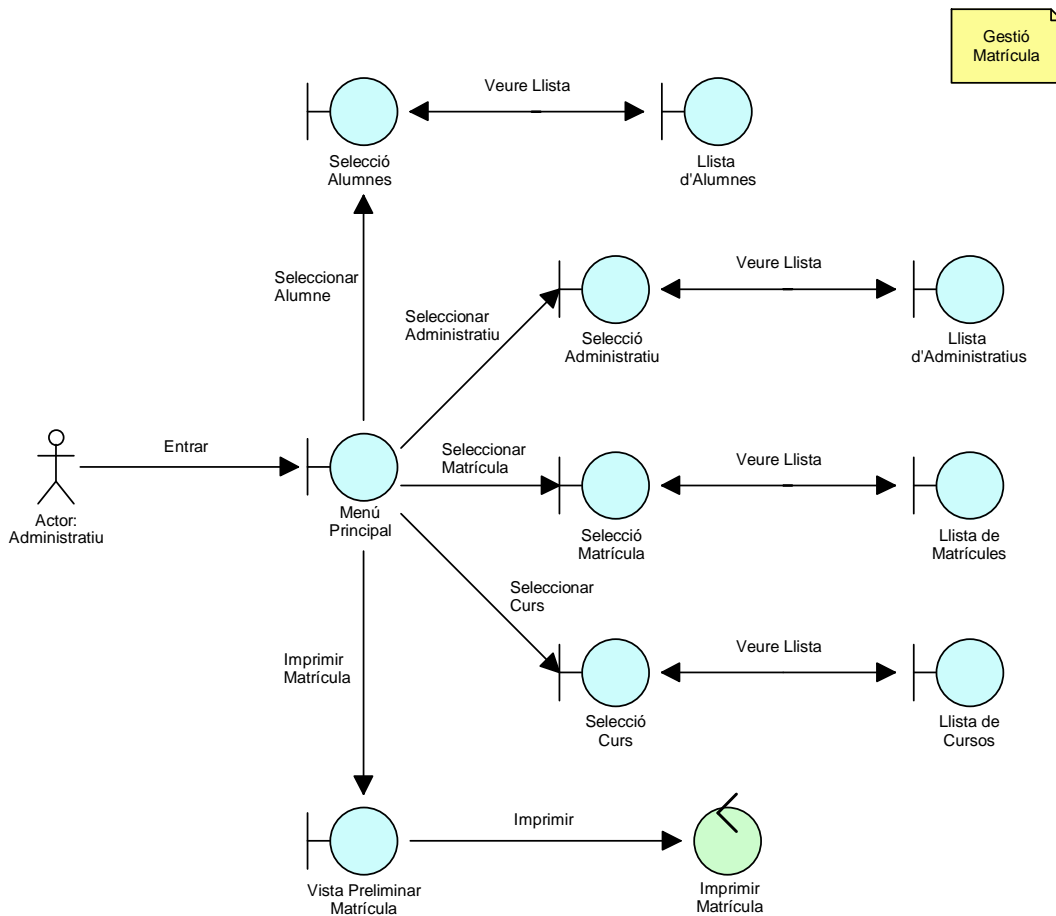 Gestió
Matrícula
Veure Llista
Selecció
Alumnes
Llista
d'Alumnes
Seleccionar
Alumne
Veure Llista
Seleccionar
Administratiu
Selecció
Administratiu
Llista
d'Administratius
Entrar
Seleccionar
Matrícula
Veure Llista
Actor:
Administratiu
Menú
Principal
Selecció
Matrícula
Llista de
Matrícules
Seleccionar
Curs
Veure Llista
Imprimir
Matrícula
Selecció
Curs
Llista de
Cursos
Imprimir
Vista Preliminar
Matrícula
Imprimir
Matrícula